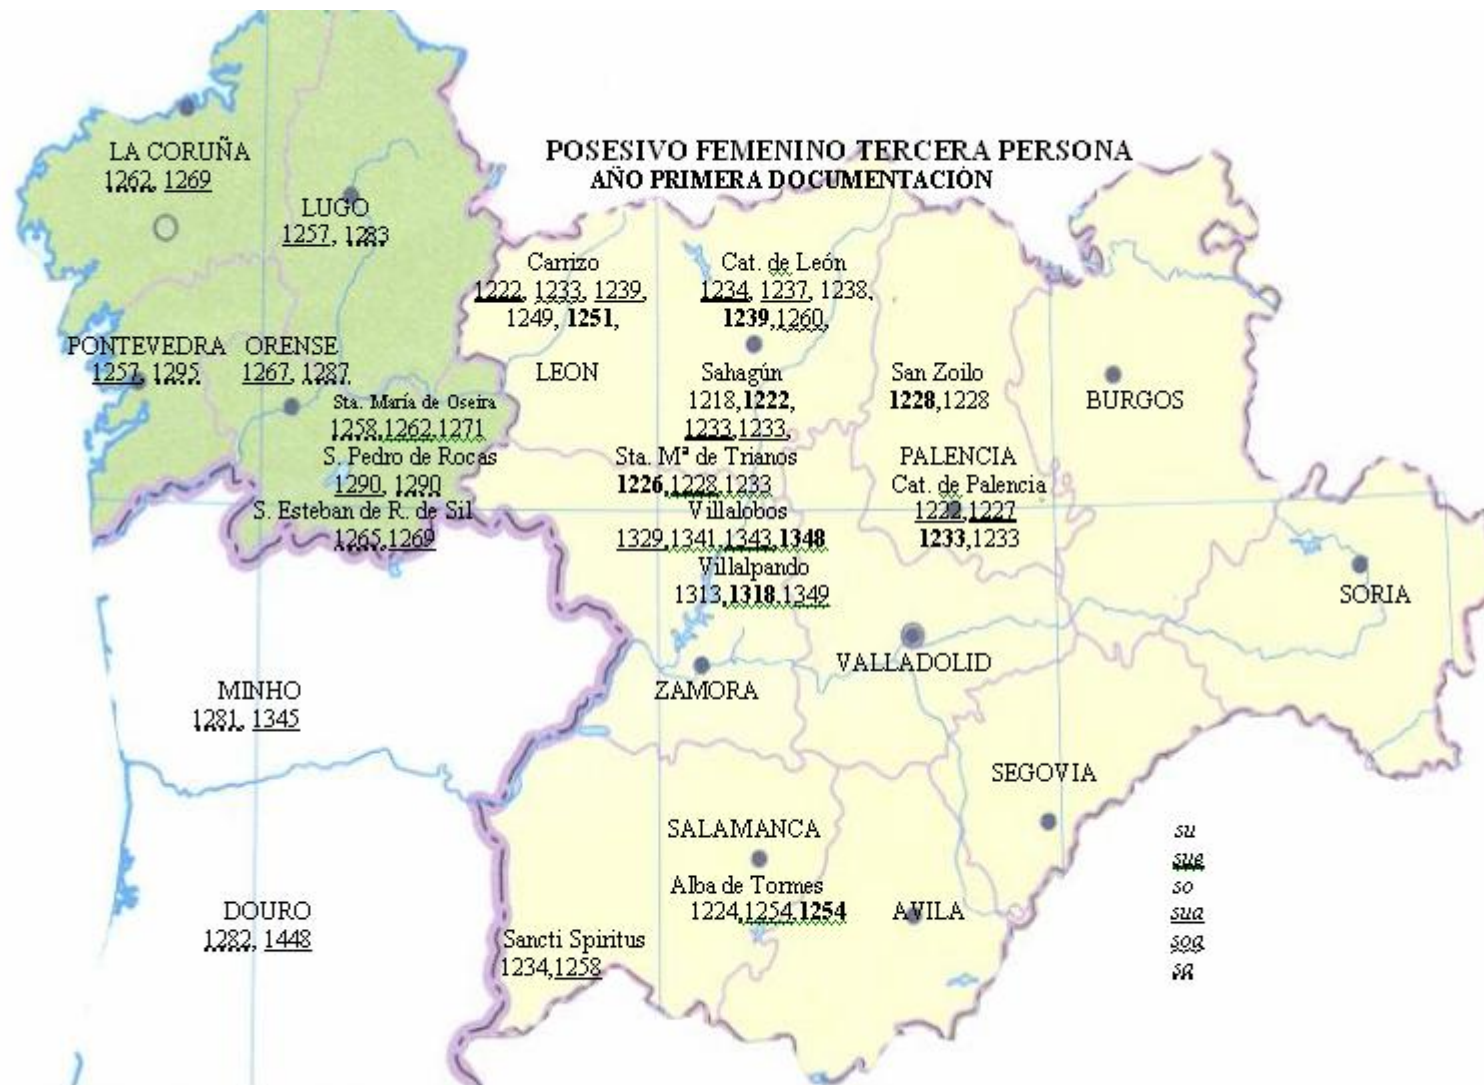 POSESIVO FEMENINO TERCERA PERSONA
AÑO PRIMERA DOCUMENTACIÓN
LA CORUÑA
1262, 1269
LUGO
1257, 1283
PONTEVEDRA
1257, 1295
ORENSE
1267, 1287
Sta. María de Oseira
1258,1262,1271
S. Pedro de Rocas
1290, 1290
S. Esteban de R. de Sil
1265,1269
Carrizo
1222, 1233, 1239,
1249, 1251,
LEON
Cat. de León
1234, 1237, 1238,
1239,1260,
Sahagún
1218,1222,
1233,1233,
Sta. Mª de Trianos
1226,1228,1233
Villalobos
1329,1341,1343,1348
Villalpando
1313,1318,1349
San Zoilo
1228,1228
PALENCIA
Cat. de Palencia
1222,1227
1233,1233
BURGOS
SORIA
VALLADOLID
ZAMORA
MINHO
1281, 1345
SEGOVIA
SALAMANCA
Alba de Tormes
1224,1254,1254
AVILA
DOURO
1282, 1448
Sancti Spiritus
1234,1258
su
sue
so
sua
soa
sa